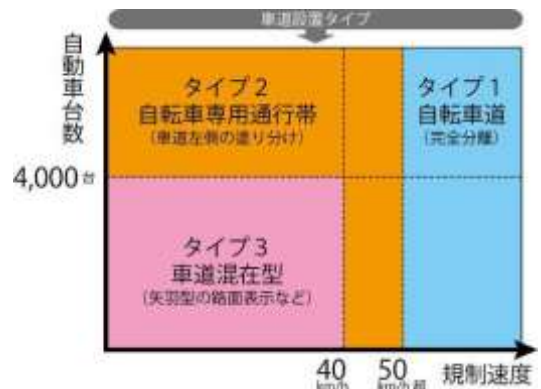 車道設置タイプ
自動車台数
タイプ2
自転車専用通行帯
(車道左側の塗り分け)
タイプ1
自転車道
(完全分離)
4,000台
タイプ3
車道混在型
(矢羽型の路面表示など)
40
km/h
50
km/h 超
規制速度